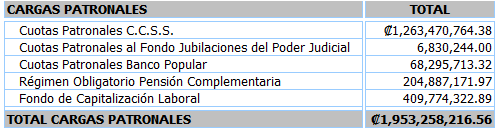 CARGAS PATRONALES TOTAL
Cuotas Patronales C.C.S.S. ₡1,263,470,764.38
Cuotas Patronales al Fondo Jubilaciones del Poder Judicial 6,830,244.00
Cuotas Patronales Banco Popular 68,295,713.32
Régimen Obligatorio Pensión Complementaria 204,887,171.97
Fondo de Capitalización Laboral 409,774,322.89
TOTAL CARGAS PATRONALES ₡1,953,258,216.56